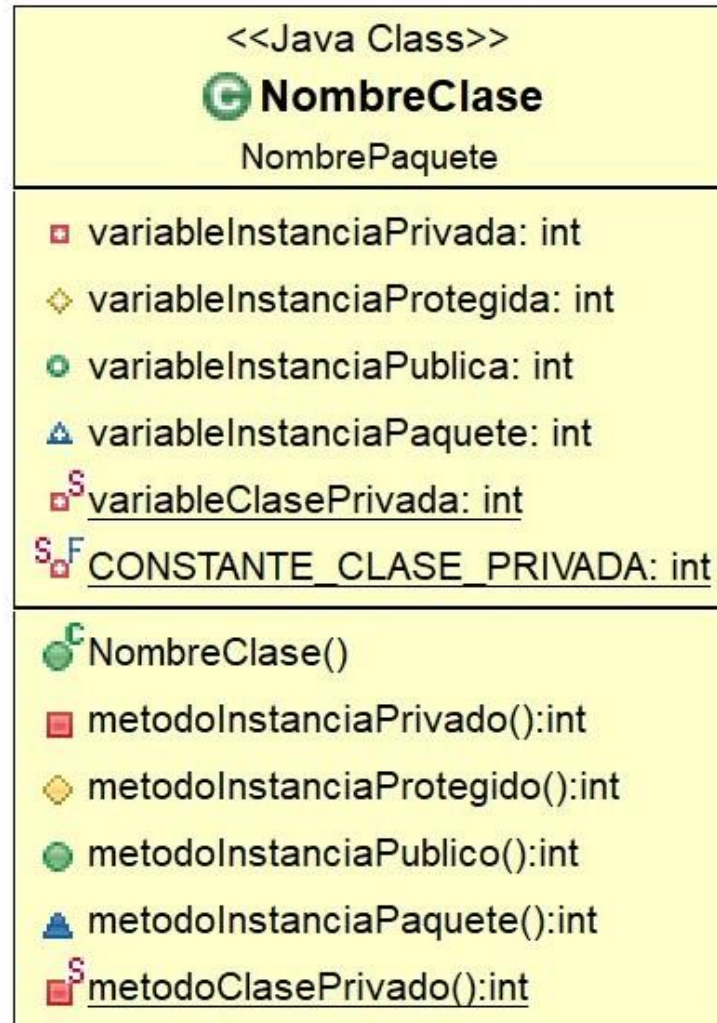 <<Java Class>>
C NombreClase
NombrePaquete
variableInstanciaPrivada: int
variableInstanciaProtegida: int
variableInstanciaPublica: int
variableInstanciaPaquete: int
S variableClasePrivada: int
S F CONSTANTE_CLASE_PRIVADA: int
C NombreClase()
metodoInstanciaPrivado():int
metodoInstanciaProtegido():int
metodoInstanciaPublico():int
metodoInstanciaPaquete():int
S metodoClasePrivado():int